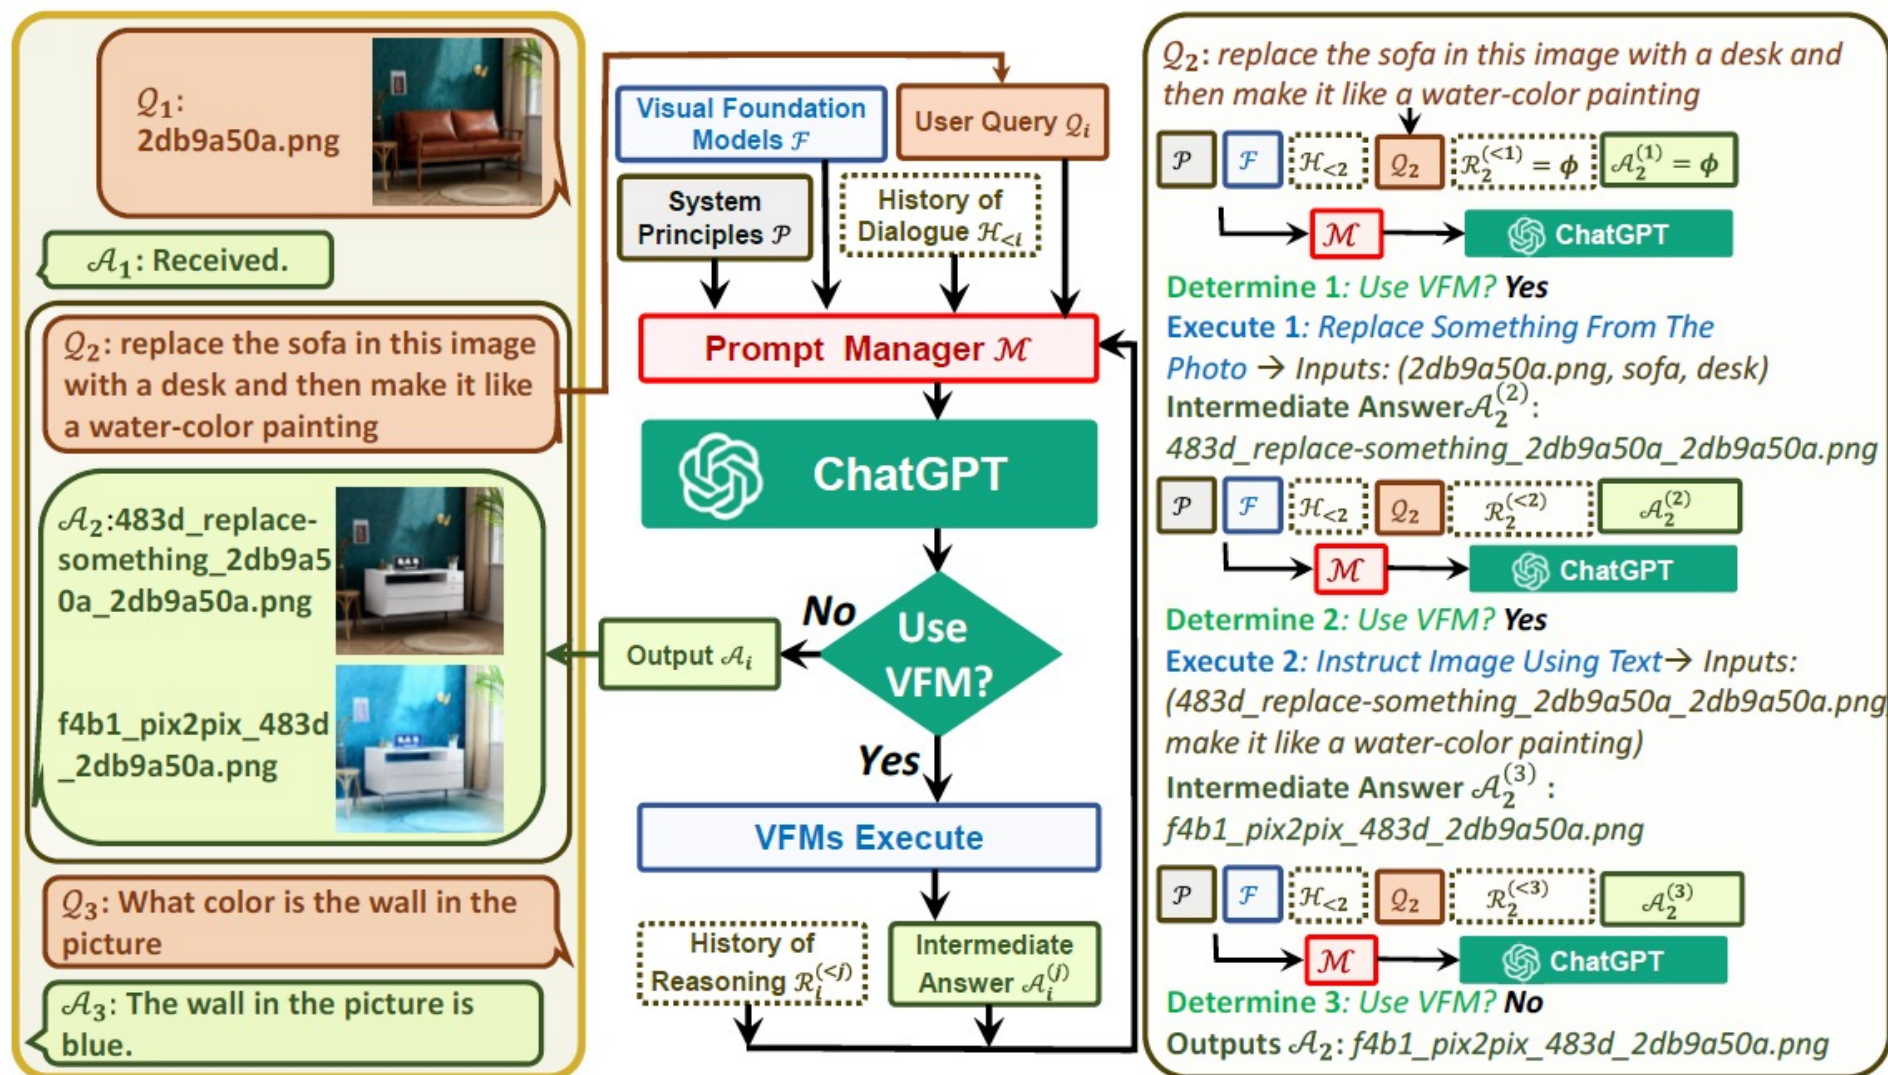 Q₁:
2db9a50a.png
A₁: Received.
Q₂: replace the sofa in this image
with a desk and then make it like
a water-color painting
A₂:483d_replace-
something_2db9a5
0a_2db9a50a.png
f4b1_pix2pix_483d
_2db9a50a.png
Q₃: What color is the wall in the
picture
A₃: The wall in the picture is
blue.
Visual Foundation
Models F
User Query Qᵢ
System
Principles P
History of
Dialogue H<ᵢ
Prompt Manager M
ChatGPT
Use
VFM?
No
Output Aᵢ
Yes
VFMs Execute
History of
Reasoning Rᵢ^(<j)
Intermediate
Answer Aᵢ^(j)
Q₂: replace the sofa in this image with a desk and
then make it like a water-color painting
P F H<₂ Q₂ R₂^(<1) = ϕ A₂^(1) = ϕ
M ChatGPT
Determine 1: Use VFM? Yes
Execute 1: Replace Something From The
Photo → Inputs: (2db9a50a.png, sofa, desk)
Intermediate Answer A₂^(2):
483d_replace-something_2db9a50a_2db9a50a.png
P F H<₂ Q₂ R₂^(<2) A₂^(2)
M ChatGPT
Determine 2: Use VFM? Yes
Execute 2: Instruct Image Using Text→ Inputs:
(483d_replace-something_2db9a50a_2db9a50a.png,
make it like a water-color painting)
Intermediate Answer A₂^(3) :
f4b1_pix2pix_483d_2db9a50a.png
P F H<₂ Q₂ R₂^(<3) A₂^(3)
M ChatGPT
Determine 3: Use VFM? No
Outputs A₂: f4b1_pix2pix_483d_2db9a50a.png